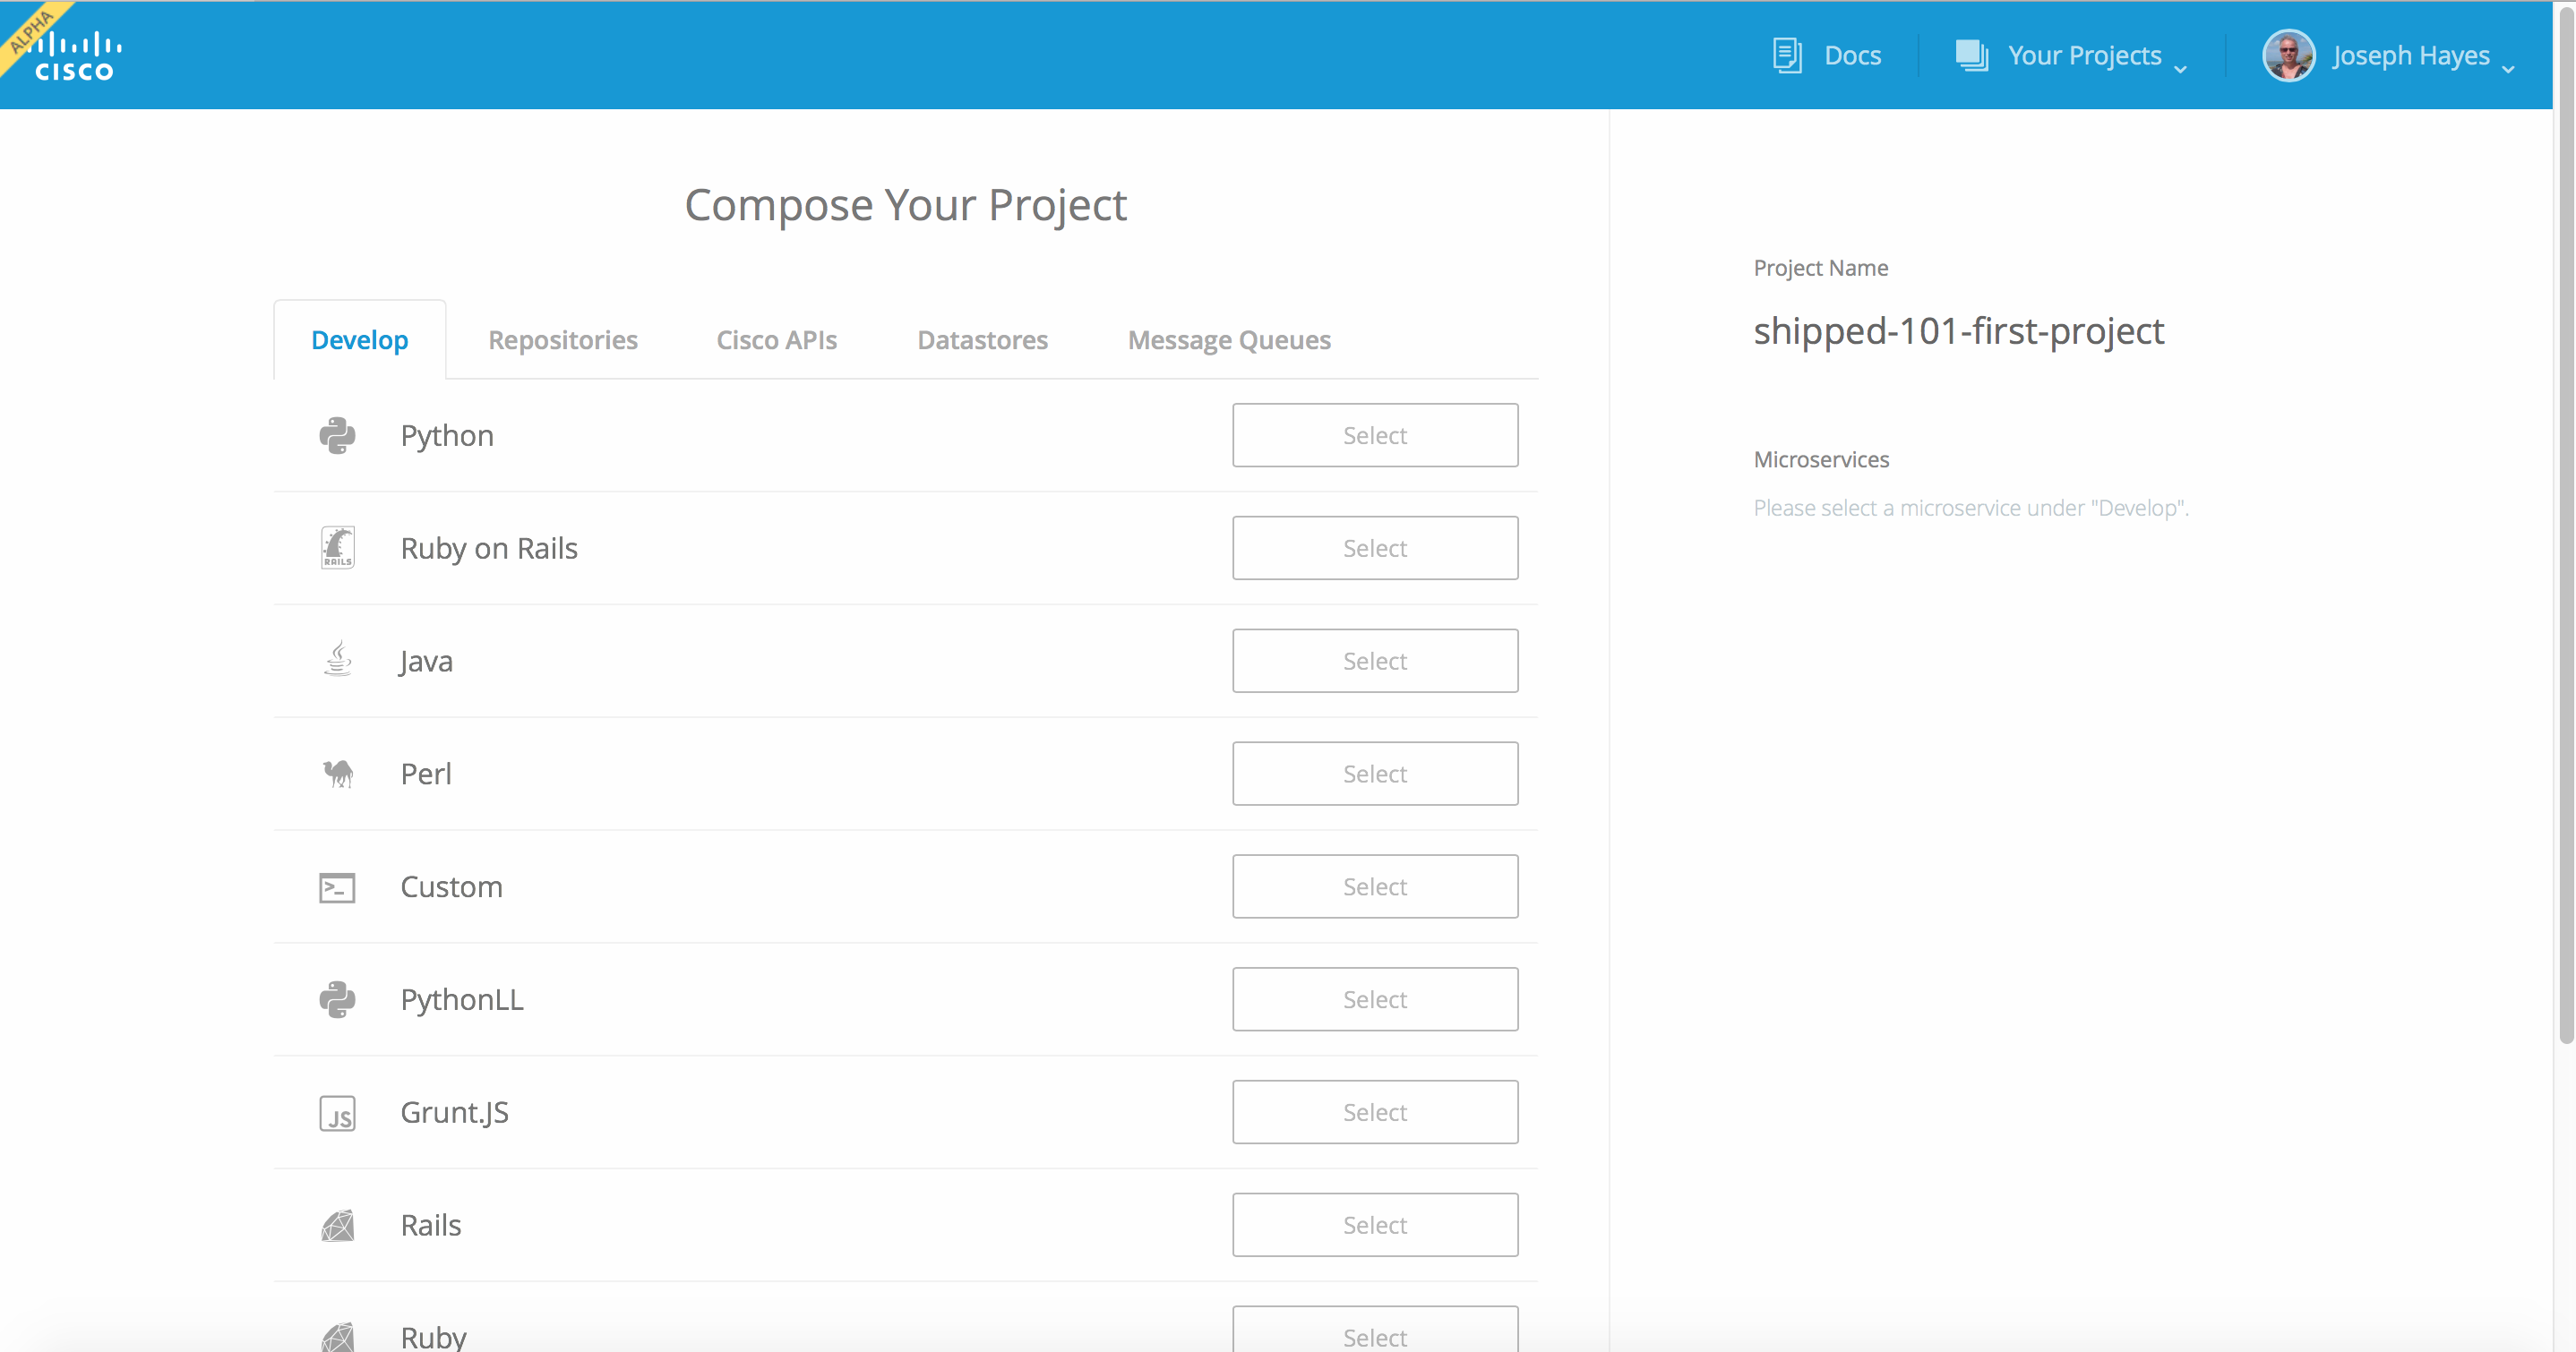 ALPHA
CISCO
Docs
Your Projects
Joseph Hayes
Compose Your Project
Develop
Repositories
Cisco APIs
Datastores
Message Queues
Python
Select
RAILS
Ruby on Rails
Select
Java
Select
Perl
Select
>_
Custom
Select
PythonLL
Select
JS
Grunt.JS
Select
Rails
Select
Ruby
Select
Project Name
shipped-101-first-project
Microservices
Please select a microservice under "Develop".